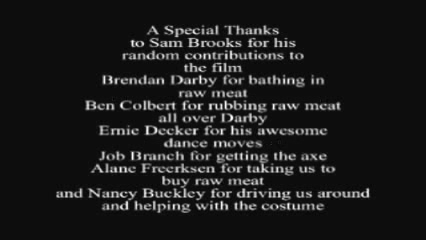 A Special Thanks
to Sam Brooks for his
random contributions to
the film
Brendan Darby for bathing in
raw meat
Ben Colbert for rubbing raw meat
all over Darby
Ernie Decker for his awesome
dance moves
Job Branch for getting the axe
Alane Freerksen for taking us to
buy raw meat
and Nancy Buckley for driving us around
and helping with the costume